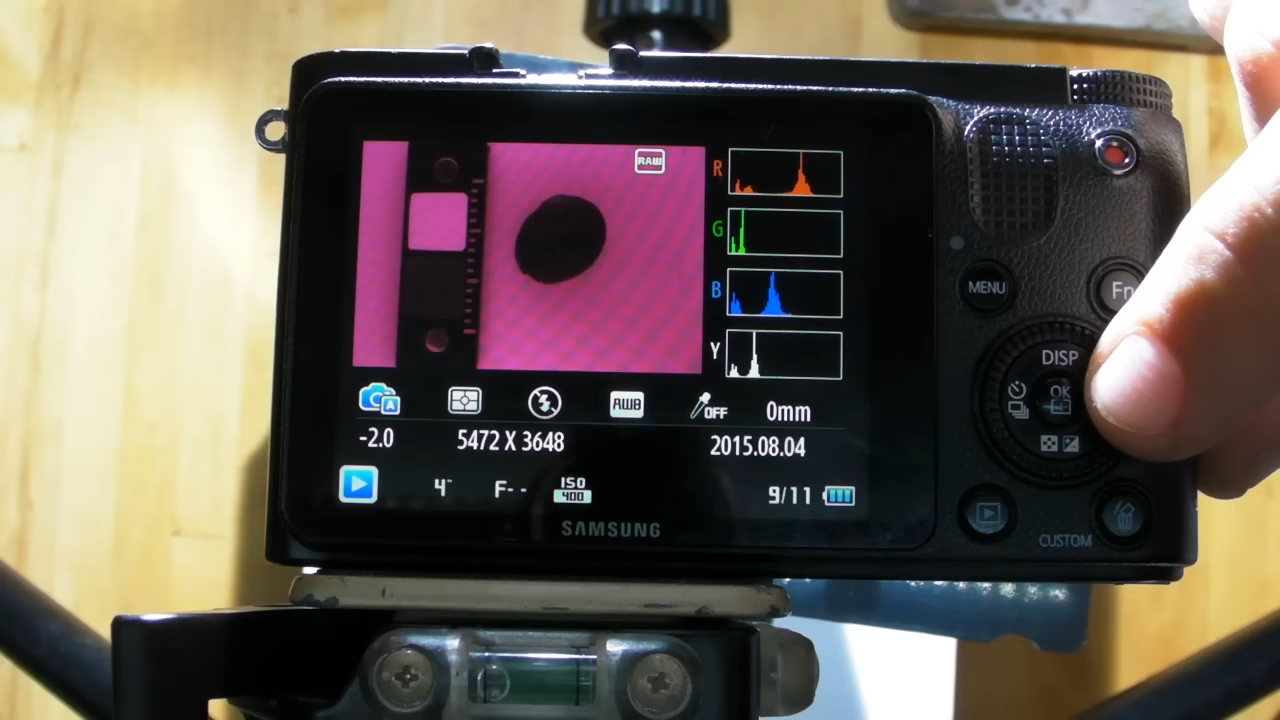 RAW
R
G
B
Y
AWB
OFF
0mm
-2.0
5472 X 3648
2015.08.04
4"
F--
ISO
400
9/11
SAMSUNG
MENU
Fn
DISP
OK
CUSTOM